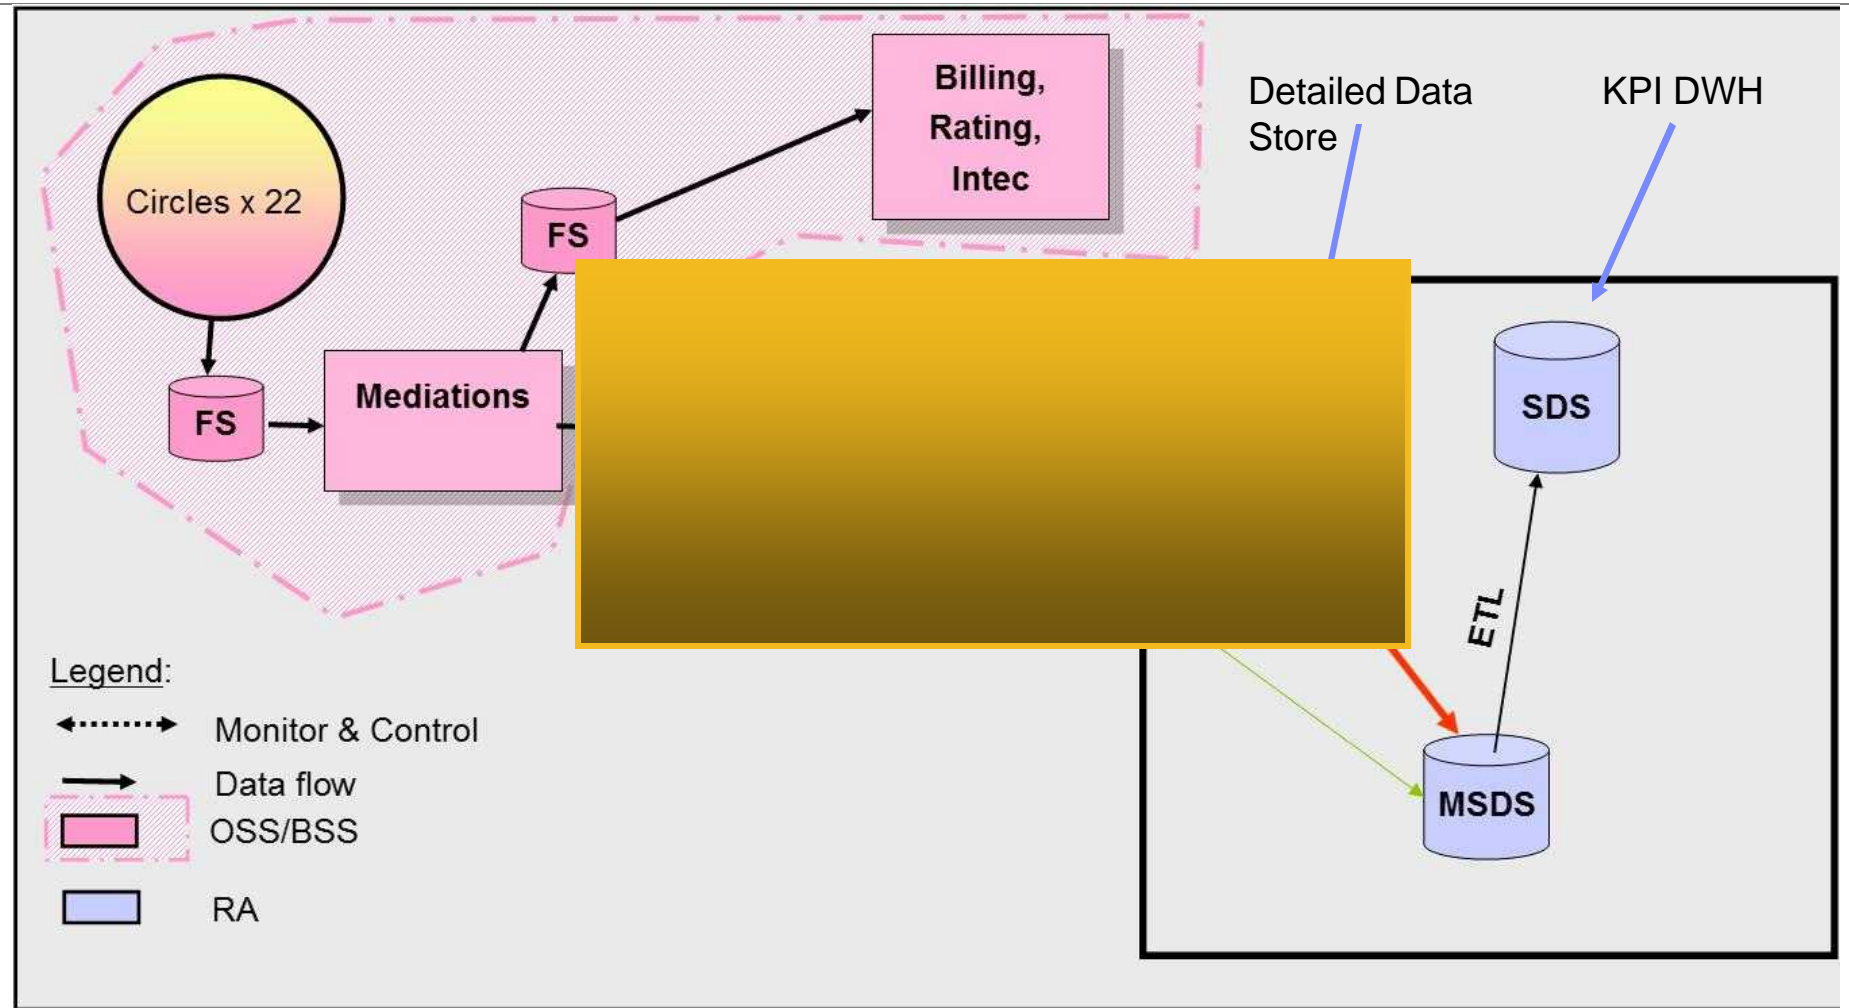 Billing,
Rating,
Intec
Detailed Data
Store
KPI DWH
Circles x 22
FS
FS
Mediations
SDS
ETL
MSDS
Legend:
Monitor & Control
Data flow
OSS/BSS
RA